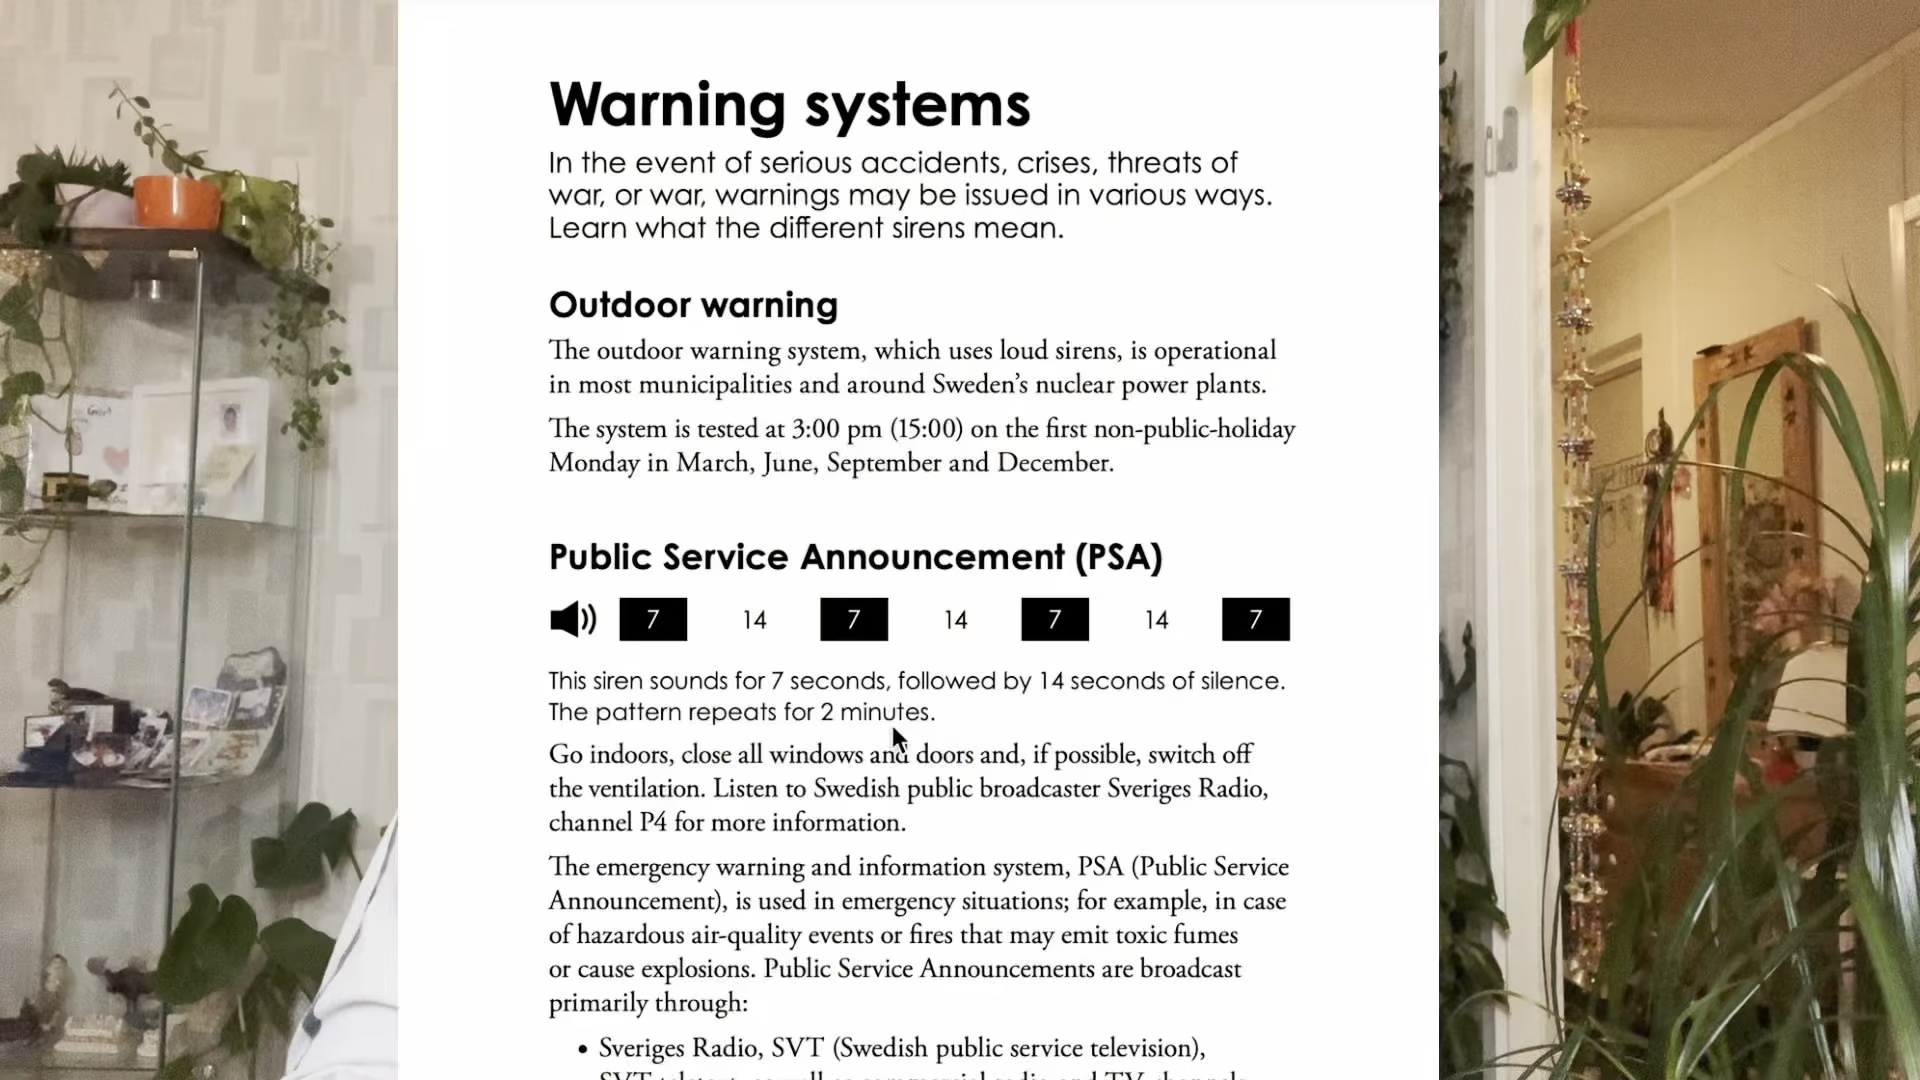 Warning systems
In the event of serious accidents, crises, threats of
war, or war, warnings may be issued in various ways.
Learn what the different sirens mean.
Outdoor warning
The outdoor warning system, which uses loud sirens, is operational
in most municipalities and around Sweden’s nuclear power plants.
The system is tested at 3:00 pm (15:00) on the first non-public-holiday
Monday in March, June, September and December.
Public Service Announcement (PSA)
7 14 7 14 7 14 7
This siren sounds for 7 seconds, followed by 14 seconds of silence.
The pattern repeats for 2 minutes.
Go indoors, close all windows and doors and, if possible, switch off
the ventilation. Listen to Swedish public broadcaster Sveriges Radio,
channel P4 for more information.
The emergency warning and information system, PSA (Public Service
Announcement), is used in emergency situations; for example, in case
of hazardous air-quality events or fires that may emit toxic fumes
or cause explosions. Public Service Announcements are broadcast
primarily through:
• Sveriges Radio, SVT (Swedish public service television),